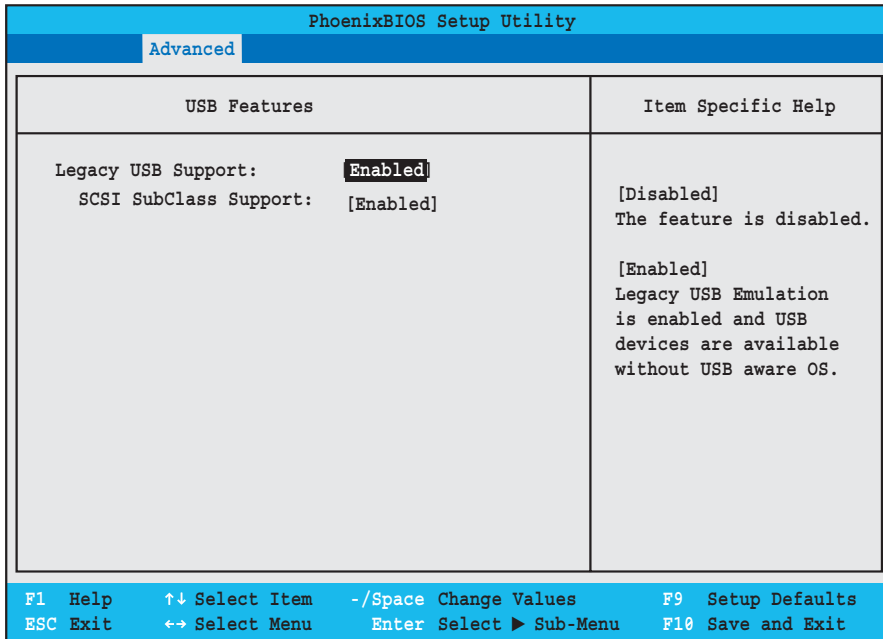 PhoenixBIOS Setup Utility
Advanced
USB Features
Item Specific Help
Legacy USB Support: [Enabled]
SCSI SubClass Support: [Enabled]
[Disabled]
The feature is disabled.
[Enabled]
Legacy USB Emulation
is enabled and USB
devices are available
without USB aware OS.
F1 Help ↑↓ Select Item -/Space Change Values F9 Setup Defaults
ESC Exit ←→ Select Menu Enter Select ▶ Sub-Menu F10 Save and Exit